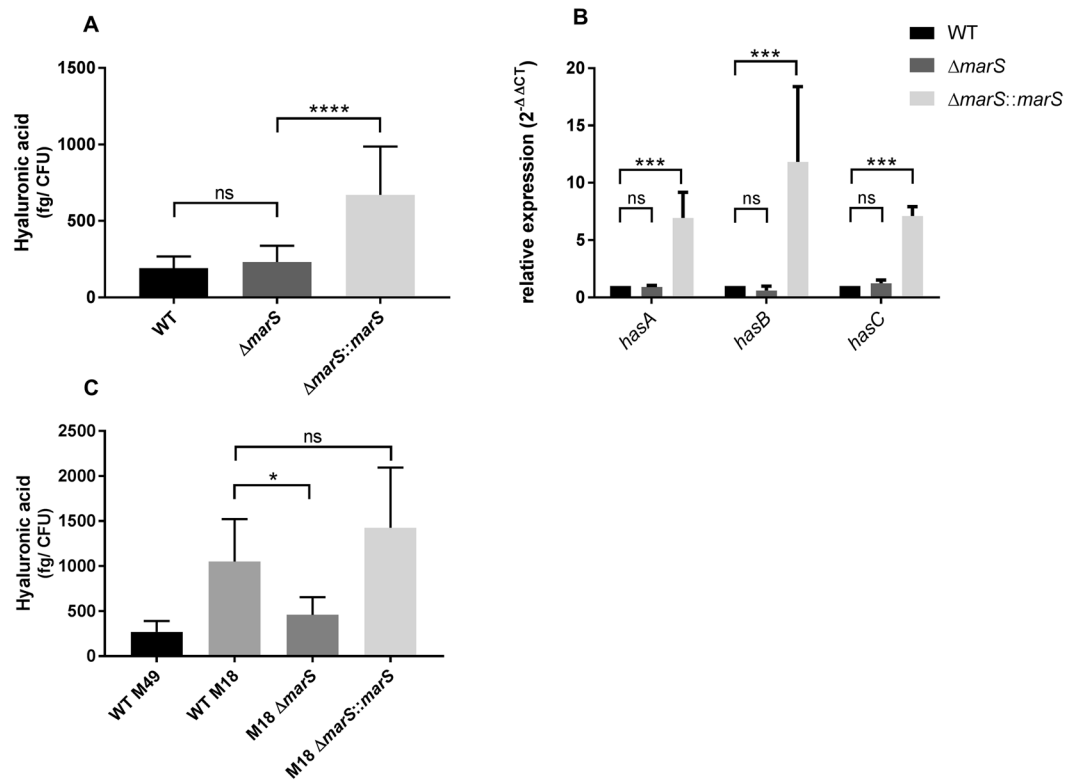 A
Hyaluronic acid
(fg/ CFU)
1500
1000
500
0
ns
****
WT
ΔmarS
ΔmarS::marS
B
relative expression (2-Δ ΔCT)
20
15
10
5
0
***
ns
***
ns
***
ns
hasA
hasB
hasC
WT
ΔmarS
ΔmarS::marS
C
Hyaluronic acid
(fg/ CFU)
2500
2000
1500
1000
500
0
ns
*
WT M49
WT M18
M18 ΔmarS
M18 ΔmarS::marS